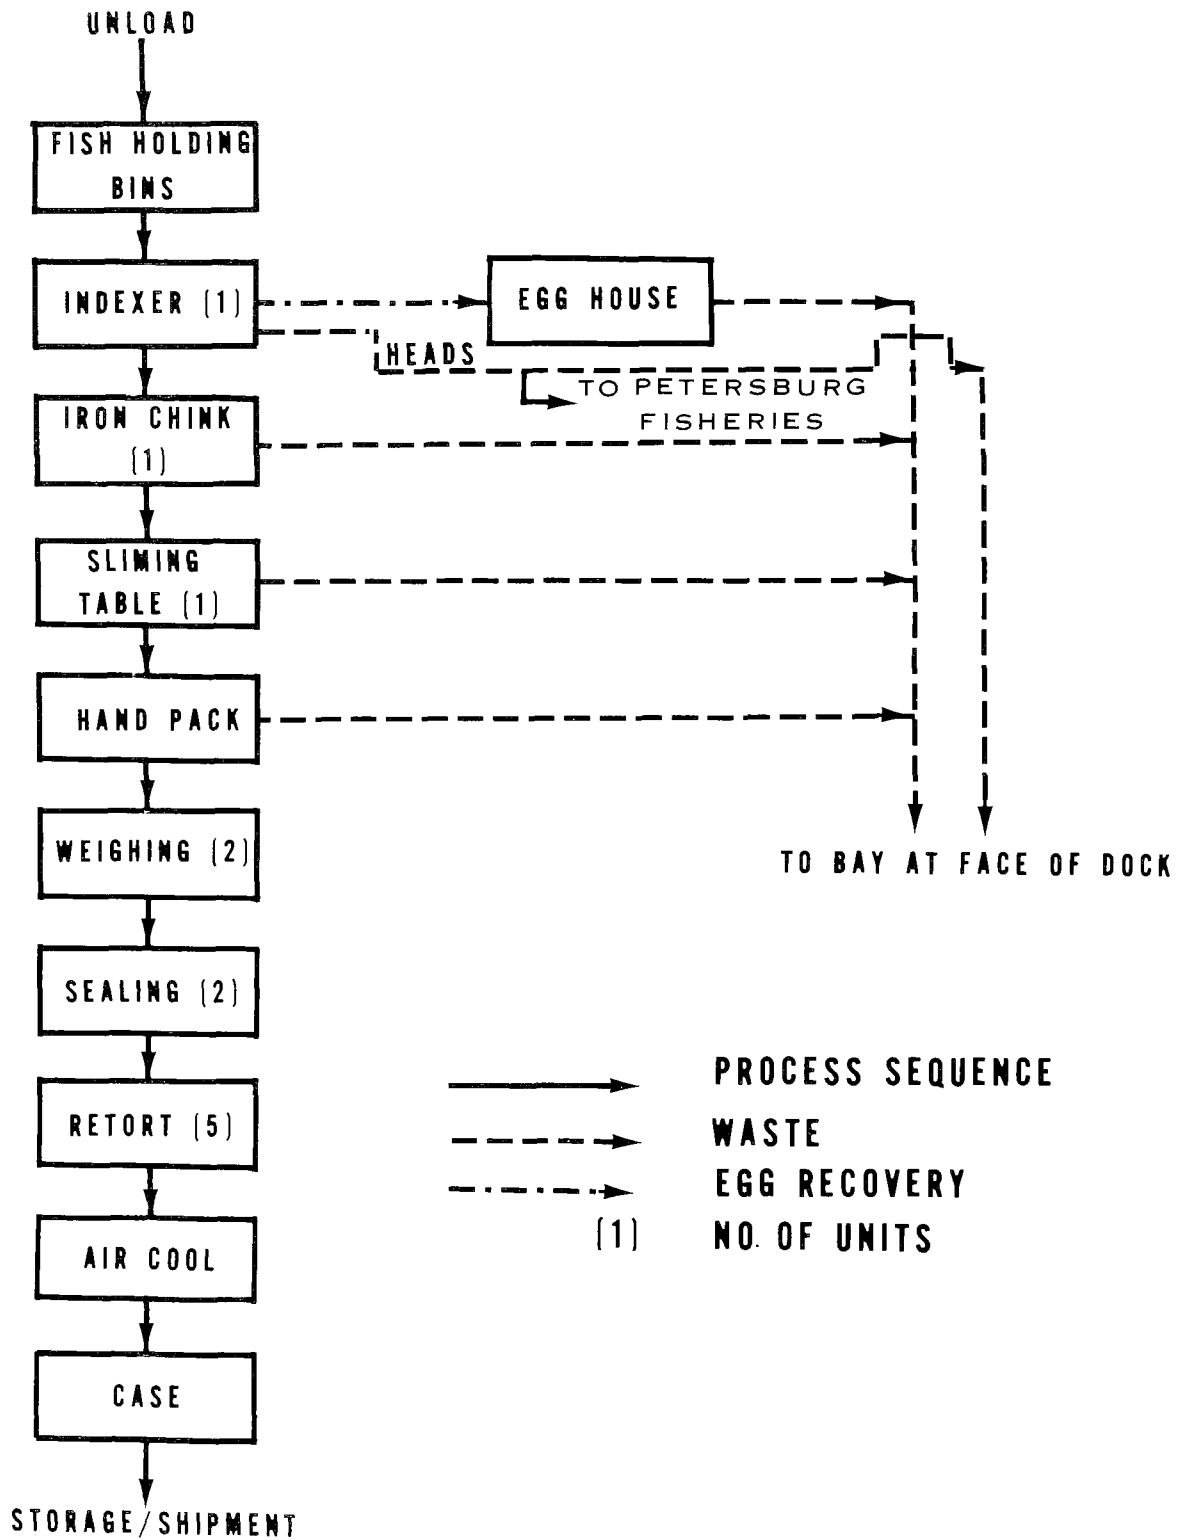 UNLOAD
FISH HOLDING
BINS
INDEXER (1)
EGG HOUSE
HEADS
TO PETERSBURG
FISHERIES
IRON CHINK
(1)
SLIMING
TABLE (1)
HAND PACK
WEIGHING (2)
TO BAY AT FACE OF DOCK
SEALING (2)
RETORT (5)
AIR COOL
CASE
STORAGE/SHIPMENT
PROCESS SEQUENCE
WASTE
EGG RECOVERY
(1) NO. OF UNITS